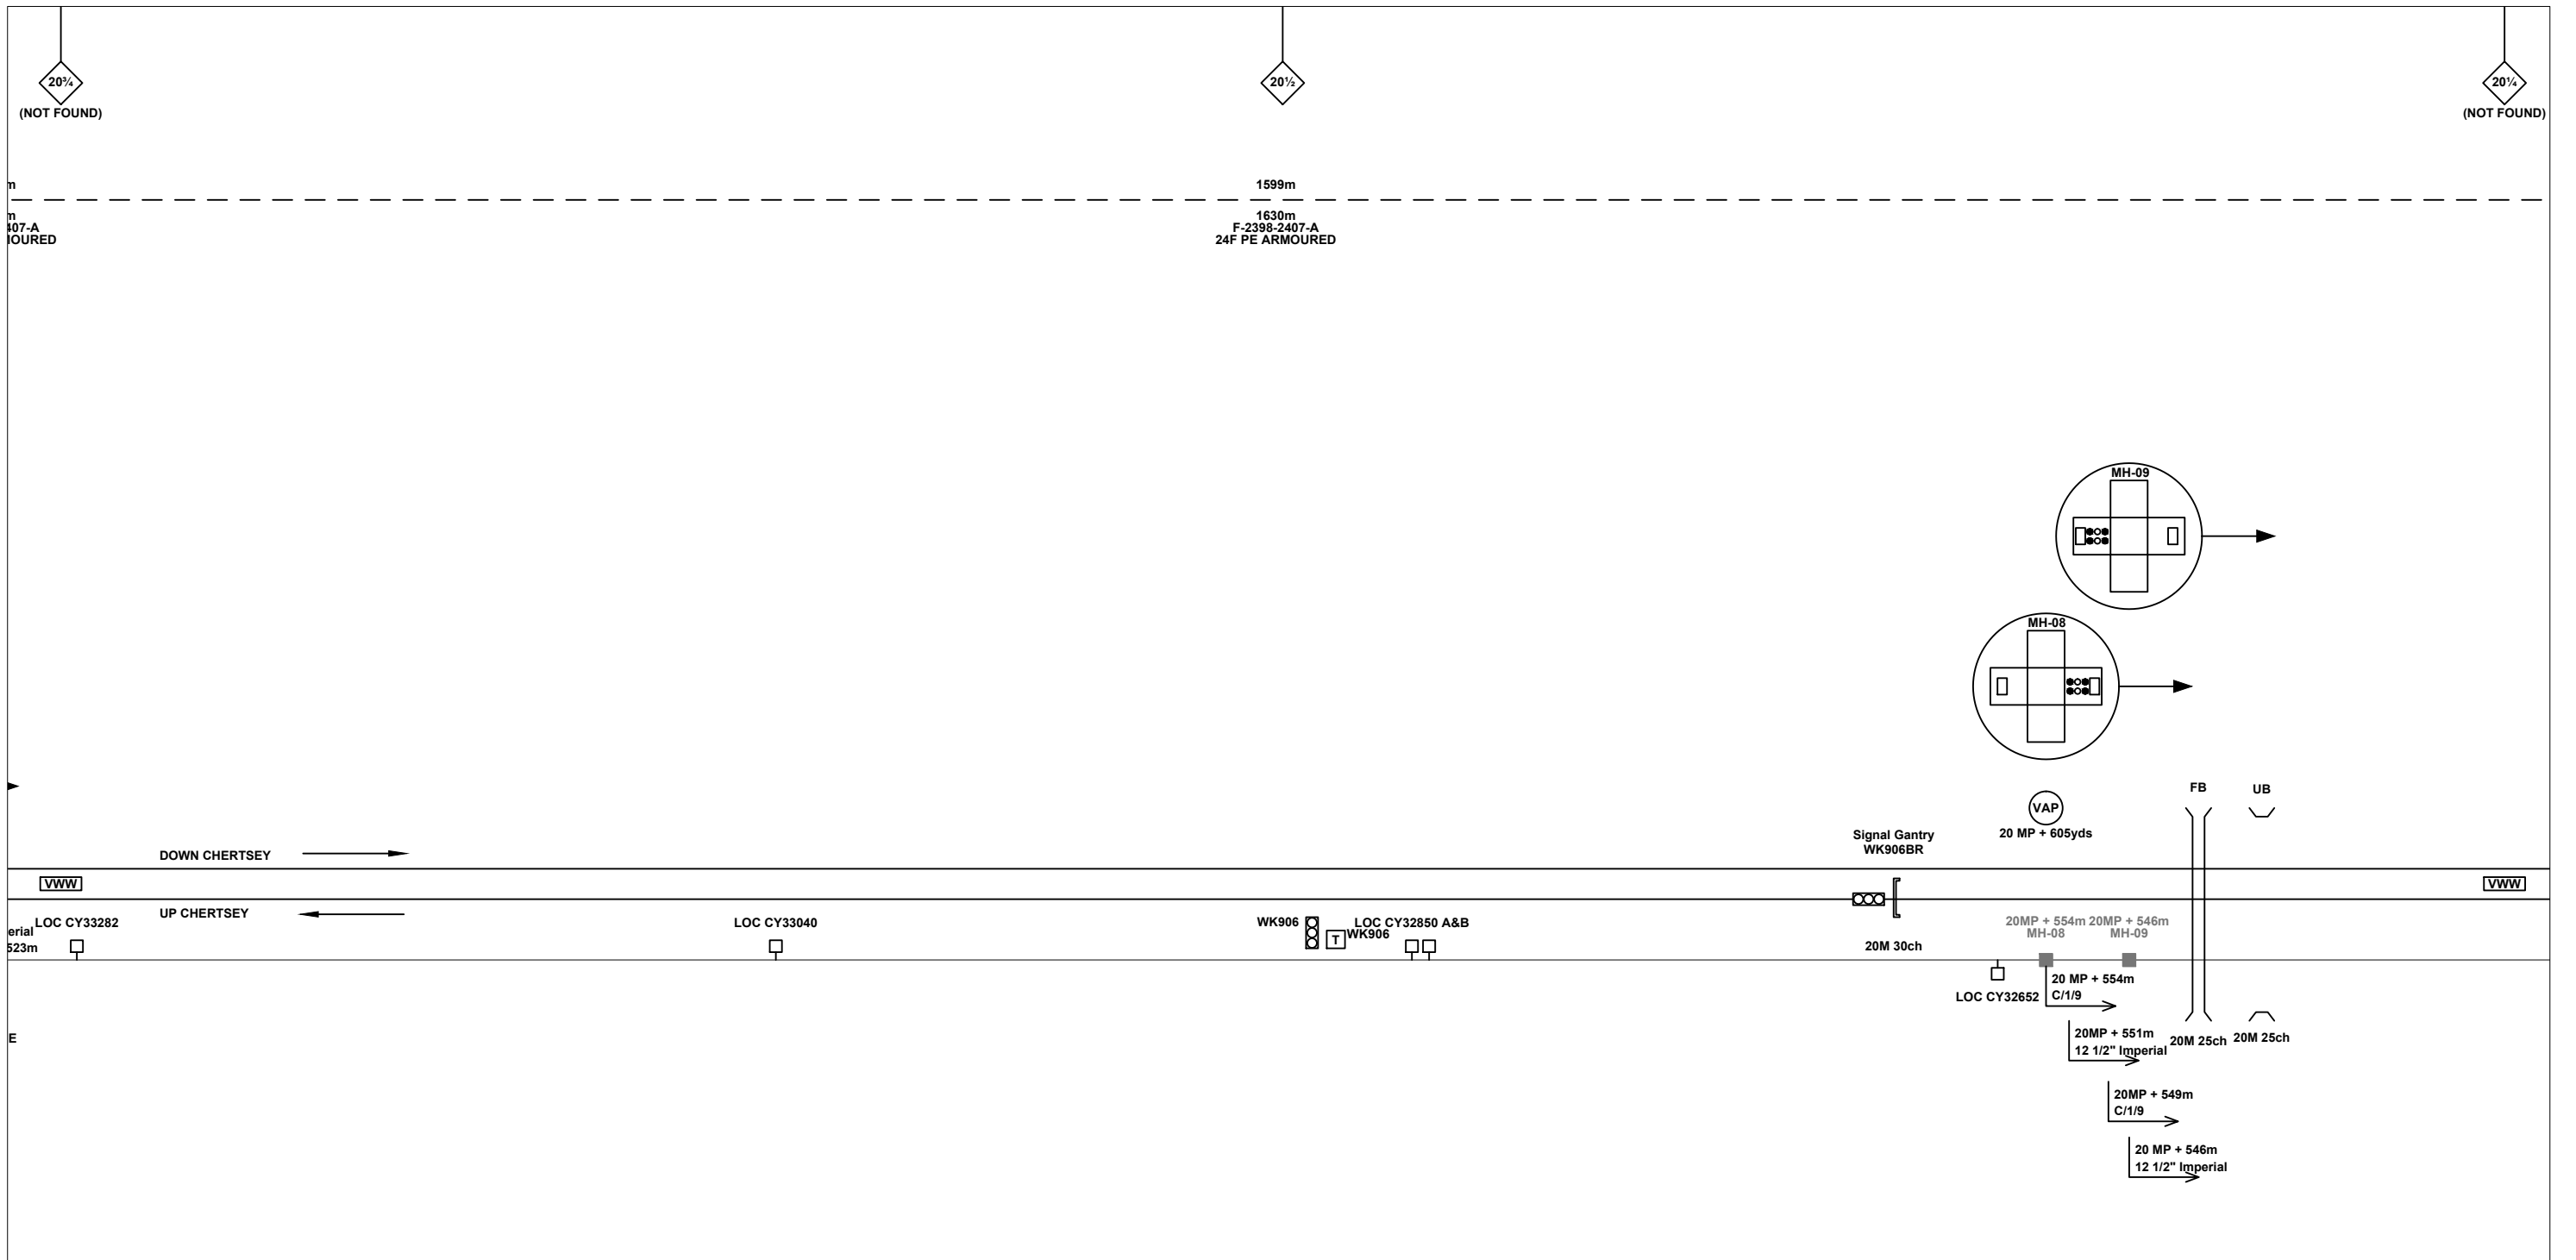 20¾
(NOT FOUND)
20½
20¼
(NOT FOUND)
m
1599m
m
407-A
1630m
F-2398-2407-A
24F PE ARMOURED
MH-09
MH-08
FB
UB
VAP
20 MP + 605yds
Signal Gantry
WK906BR
DOWN CHERTSEY
VWW
VWW
UP CHERTSEY
erial
523m
LOC CY33282
LOC CY33040
WK906
T
WK906
LOC CY32850 A&B
20M 30ch
20MP + 554m
MH-08
20MP + 546m
MH-09
LOC CY32652
20 MP + 554m
C/1/9
20MP + 551m
12 1/2" Imperial
20M 25ch
20M 25ch
E
20MP + 549m
C/1/9
20 MP + 546m
12 1/2" Imperial